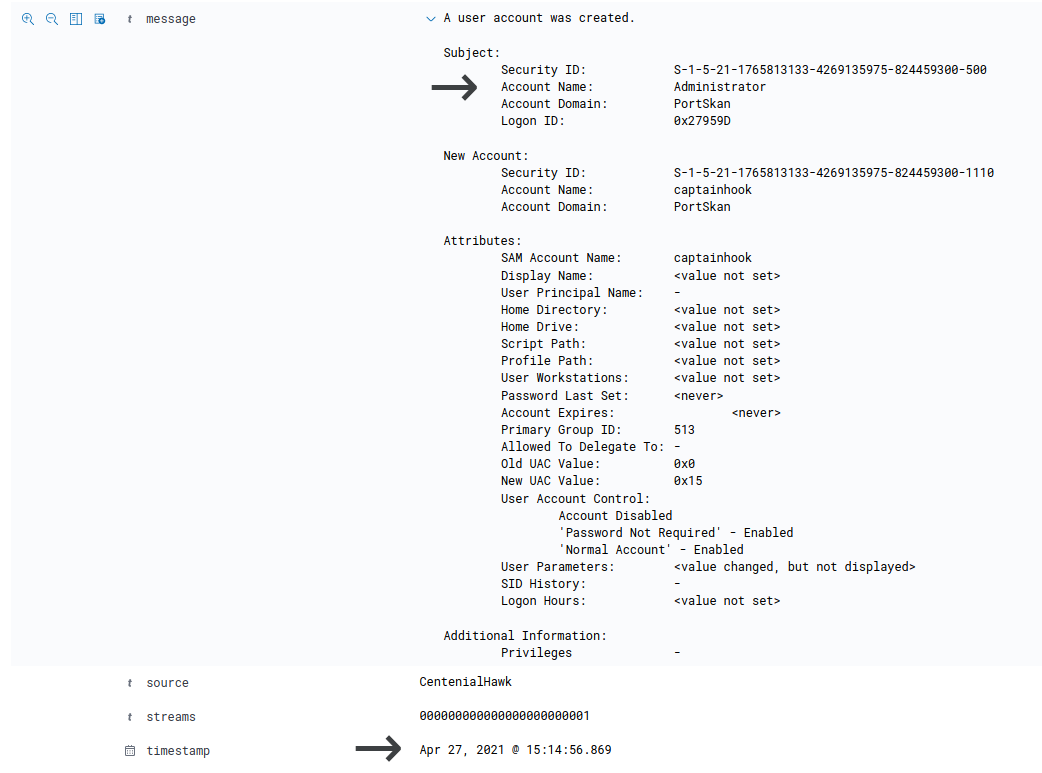 t message
A user account was created.
Subject:
Security ID: S-1-5-21-1765813133-4269135975-824459300-500
Account Name: Administrator
Account Domain: PortSkan
Logon ID: 0x27959D
New Account:
Security ID: S-1-5-21-1765813133-4269135975-824459300-1110
Account Name: captainhook
Account Domain: PortSkan
Attributes:
SAM Account Name: captainhook
Display Name: <value not set>
User Principal Name: -
Home Directory: <value not set>
Home Drive: <value not set>
Script Path: <value not set>
Profile Path: <value not set>
User Workstations: <value not set>
Password Last Set: <never>
Account Expires: <never>
Primary Group ID: 513
Allowed To Delegate To: -
Old UAC Value: 0x0
New UAC Value: 0x15
User Account Control:
Account Disabled
'Password Not Required' - Enabled
'Normal Account' - Enabled
User Parameters: <value changed, but not displayed>
SID History: -
Logon Hours: <value not set>
Additional Information:
Privileges -
t source CentenialHawk
t streams 000000000000000000000001
timestamp Apr 27, 2021 @ 15:14:56.869